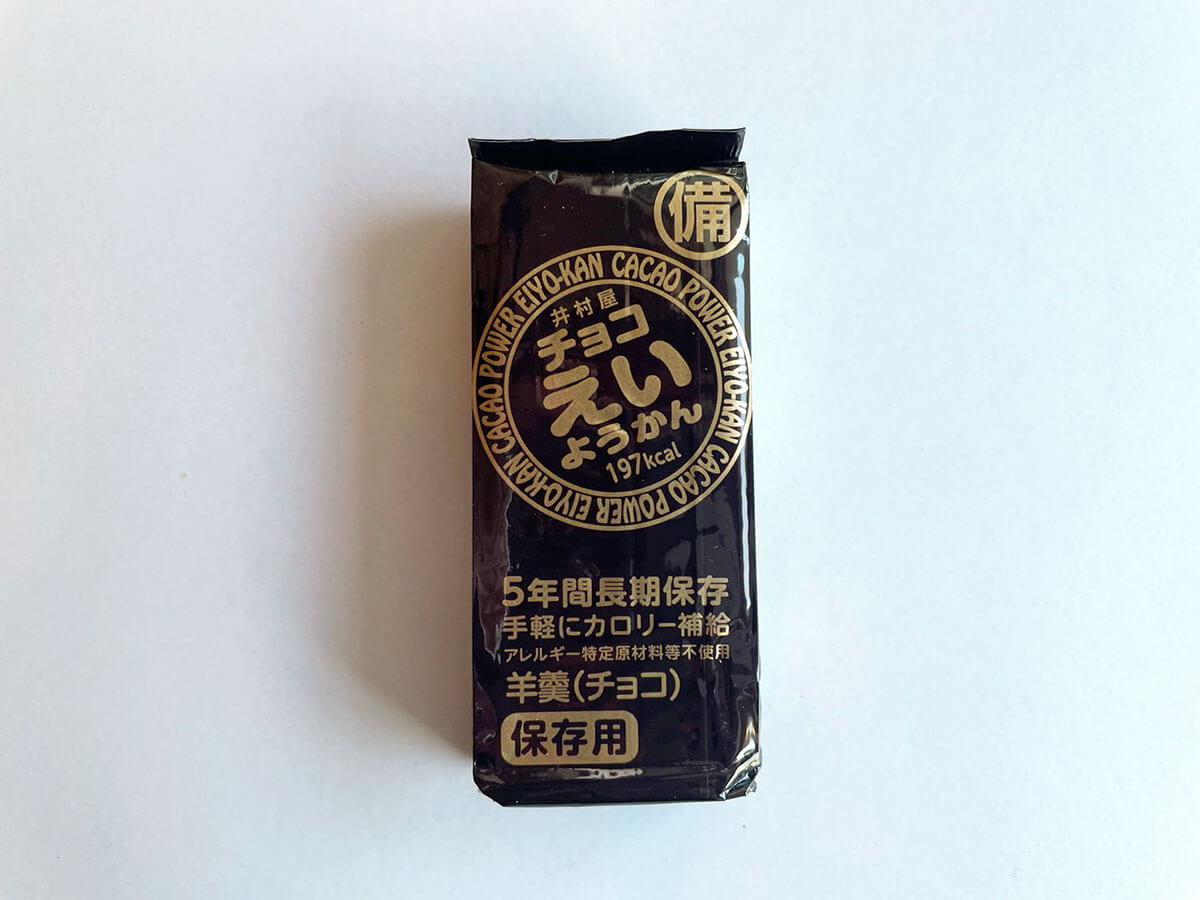 備
CACAO POWER EIYO-KAN CACAO POWER EIYO-KAN CACAO POWER EIYO-KAN
井村屋
チョコ
えい
ようかん
197kcal
5年間長期保存
手軽にカロリー補給
アレルギー特定原材料等不使用
羊羹(チョコ)
保存用